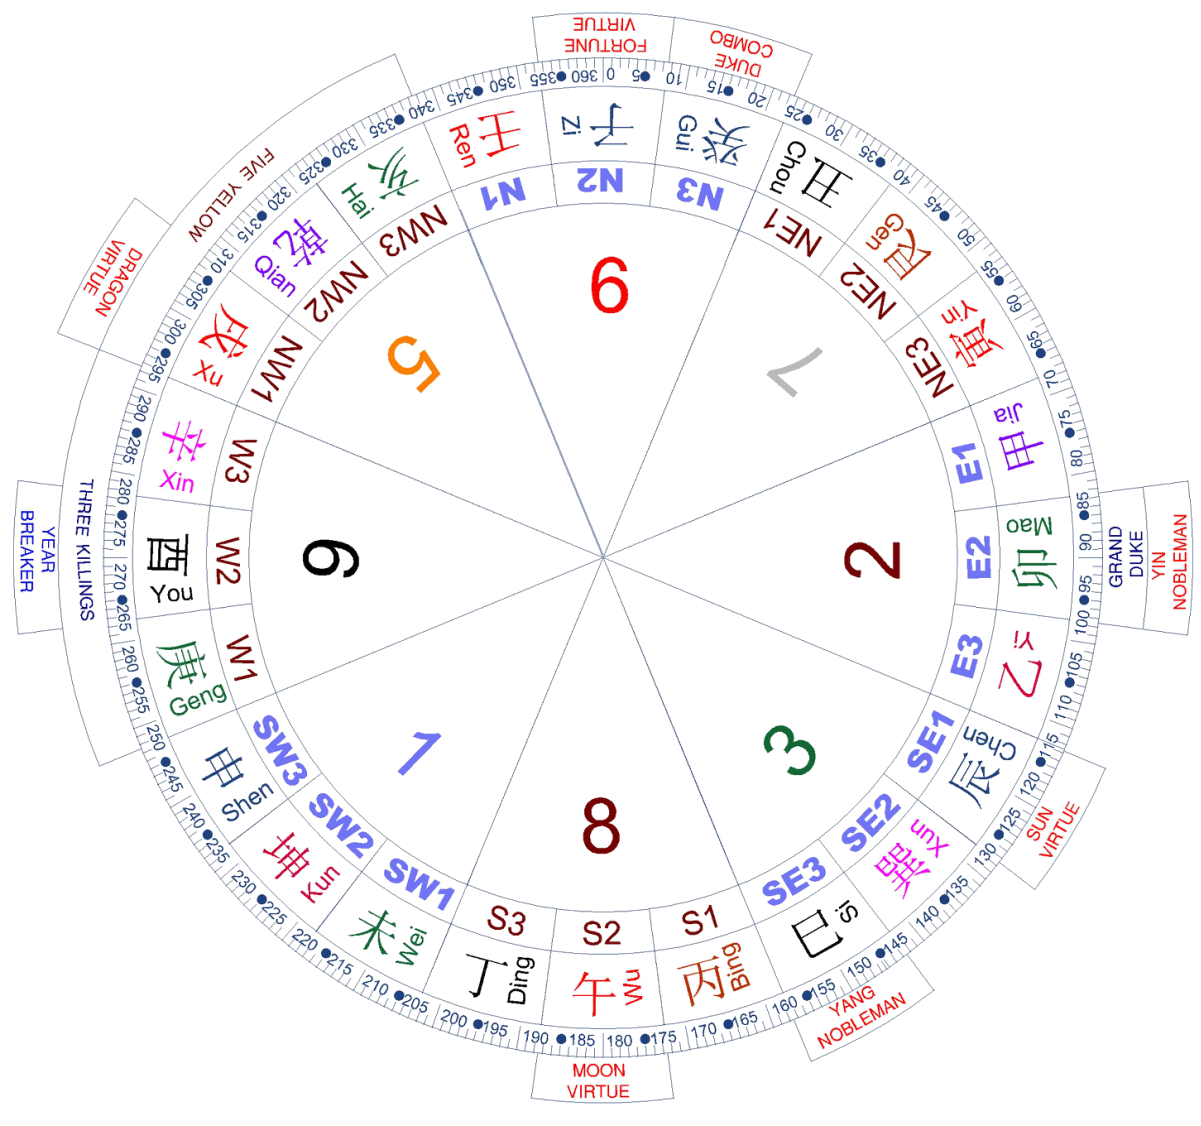 FORTUNE
VIRTUE
DUKE
COMBO
YIN
NOBLEMAN
GRAND
DUKE
SUN
VIRTUE
YANG
NOBLEMAN
MOON
VIRTUE
THREE KILLINGS
YEAR
BREAKER
DRAGON
VIRTUE
FIVE YELLOW
0 5 10 15 20 25 30 35 40 45 50 55 60 65 70 75 80 85 90 95 100 105 110 115 120 125 130 135 140 145 150 155 160 165 170 175 180 185 190 195 200 205 210 215 220 225 230 235 240 245 250 255 260 265 270 275 280 285 290 295 300 305 310 315 320 325 330 335 340 345 350 355 360
壬
Ren
N1
子
Zi
N2
癸
Gui
N3
丑
Chou
NE1
艮
Gen
NE2
寅
Yin
NE3
甲
Jia
E1
卯
Mao
E2
乙
Yi
E3
辰
Chen
SE1
巽
Xun
SE2
巳
Si
SE3
丙
Bing
S1
午
Wu
S2
丁
Ding
S3
未
Wei
SW1
坤
Kun
SW2
申
Shen
SW3
庚
Geng
W1
酉
You
W2
辛
Xin
W3
戌
Xu
NW1
乾
Qian
NW2
亥
Hai
NW3
9
7
2
3
8
1
6
5